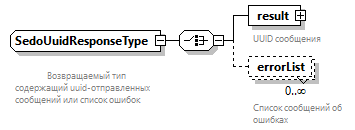 result
SedoUuidResponseType
UUID сообщения
errorList
Возвращаемый тип
содержащий uuid-отправленных
сообщений или список ошибок
0..∞
Список сообщений об
ошибках